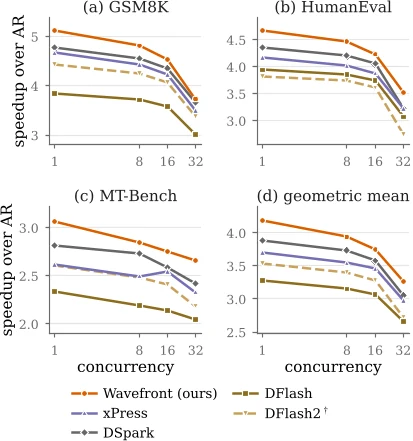 (a) GSM8K
(b) HumanEval
speedup over AR
5
4
3
1 8 16 32
4.5
4.0
3.5
3.0
1 8 16 32
(c) MT-Bench
(d) geometric mean
speedup over AR
3.0
2.5
2.0
1 8 16 32
concurrency
4.0
3.5
3.0
2.5
1 8 16 32
concurrency
Wavefront (ours)
xPress
DSpark
DFlash
DFlash2†